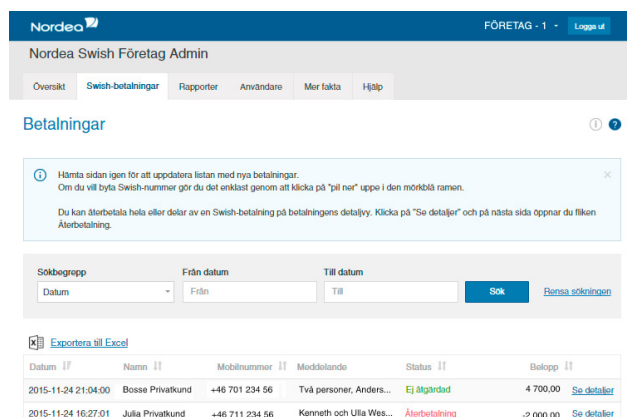 Nordea
FÖRETAG - 1
Logga ut
Nordea Swish Företag Admin
Översikt Swish-betalningar Rapporter Användare Mer fakta Hjälp
Betalningar
Hämta sidan igen för att uppdatera listan med nya betalningar.
Om du vill byta Swish-nummer gör du det enklast genom att klicka på "pil ner" uppe i den mörkblå ramen.
Du kan återbetala hela eller delar av en Swish-betalning på betalningens detaljvy. Klicka på "Se detaljer" och på nästa sida öppnar du fliken
Återbetalning.
Sökbegrepp Från datum Till datum
Datum Från Till Sök Rensa sökningen
Exportera till Excel
Datum Namn Mobilnummer Meddelande Status Belopp
2015-11-24 21:04:00 Bosse Privatkund +46 701 234 56 Två personer, Anders... Ej åtgärdad 4 700,00 Se detaljer
2015-11-24 16:27:01 Julia Privatkund +46 711 234 56 Kenneth och Ulla Wes... Återbetalning -2 000,00 Se detaljer